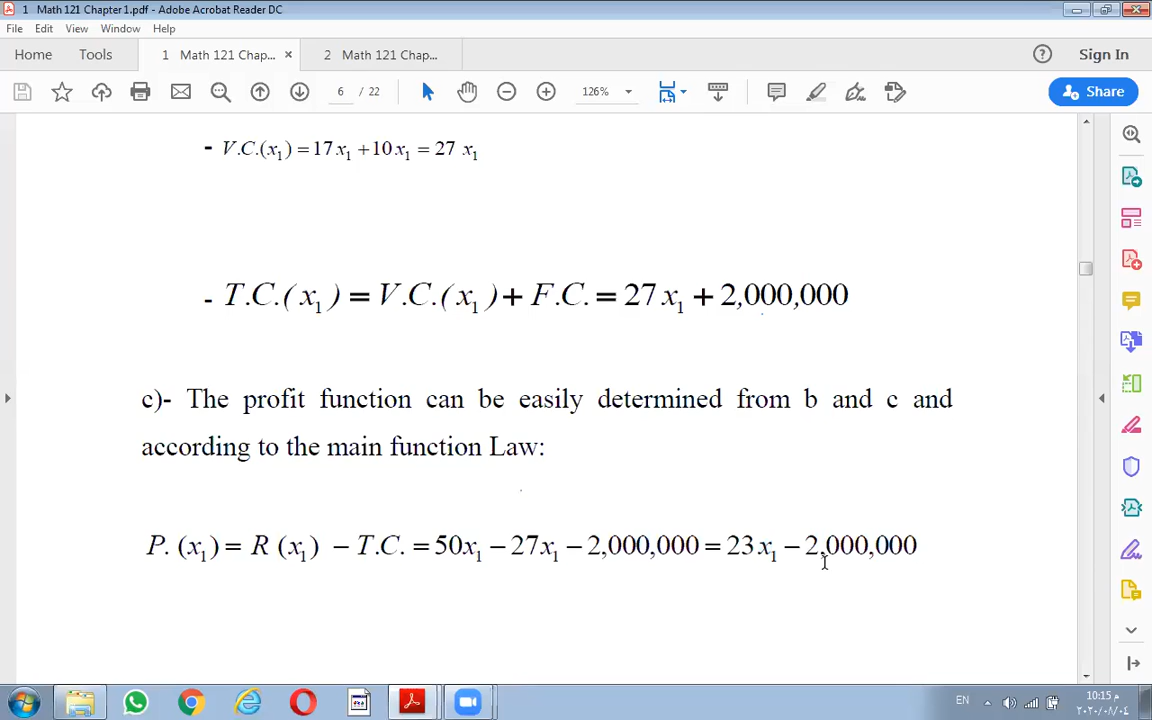 1 Math 121 Chapter 1.pdf - Adobe Acrobat Reader DC
File Edit View Window Help
Home Tools 1 Math 121 Chap... × 2 Math 121 Chap... ? Sign In
6 / 22 126% Share
- V.C.(x₁) = 17x₁ +10x₁ = 27 x₁
- T.C.( x₁ ) = V.C.( x₁ ) + F.C. = 27x₁ + 2,000,000
c)- The profit function can be easily determined from b and c and
according to the main function Law:
P. (x₁) = R (x₁) − T.C. = 50x₁ − 27x₁ − 2,000,000 = 23x₁ − 2,000,000
EN 10:15 م
٢٠٢٠/٠٨/٠٤